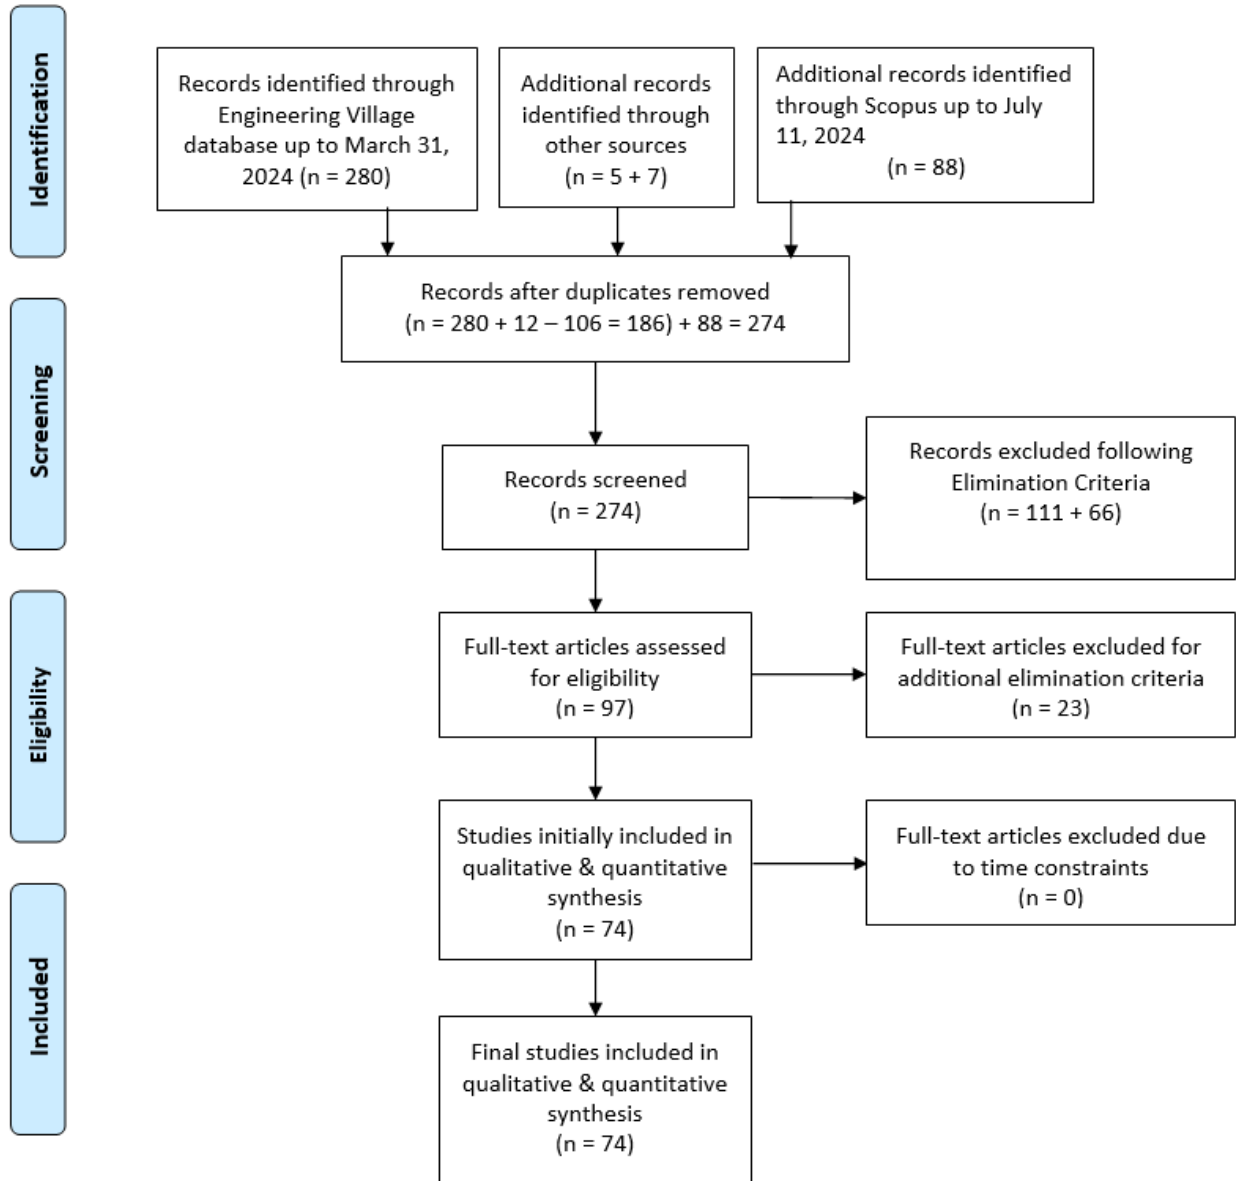 Identification
Records identified through
Engineering Village
database up to March 31,
2024 (n = 280)
Additional records
identified through
other sources
(n = 5 + 7)
Additional records identified
through Scopus up to July
11, 2024
(n = 88)
Records after duplicates removed
(n = 280 + 12 – 106 = 186) + 88 = 274
Screening
Records screened
(n = 274)
Records excluded following
Elimination Criteria
(n = 111 + 66)
Eligibility
Full-text articles assessed
for eligibility
(n = 97)
Full-text articles excluded for
additional elimination criteria
(n = 23)
Studies initially included in
qualitative & quantitative
synthesis
(n = 74)
Full-text articles excluded due
to time constraints
(n = 0)
Included
Final studies included in
qualitative & quantitative
synthesis
(n = 74)